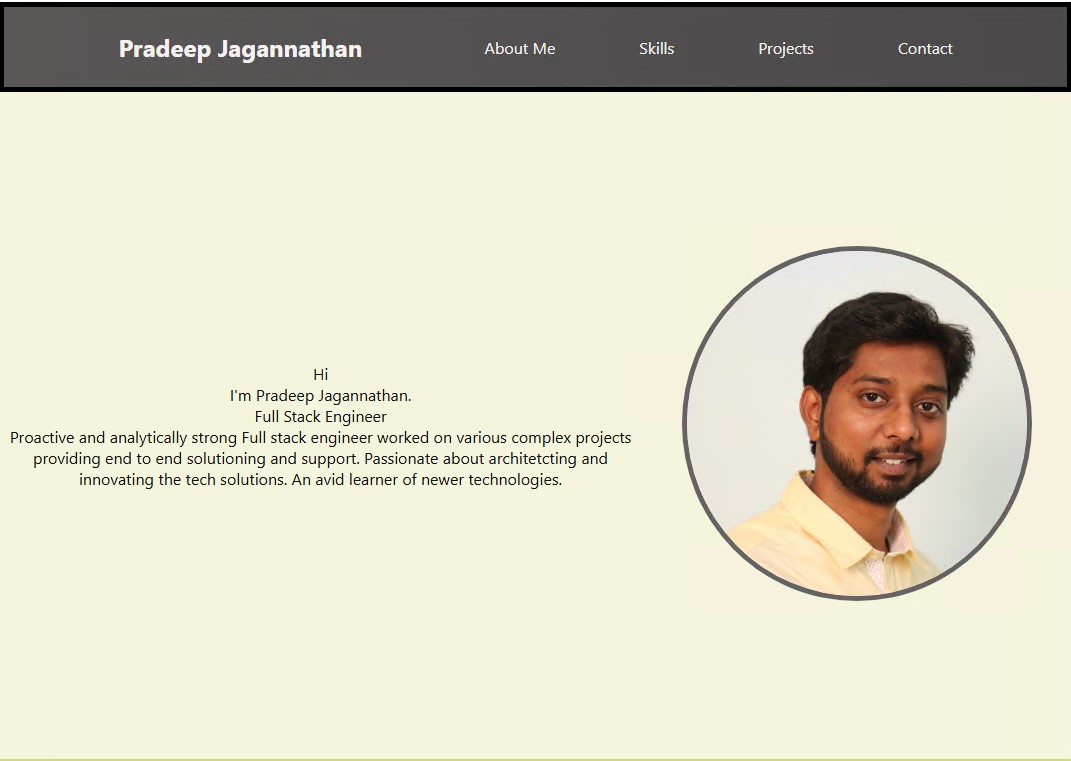 Pradeep Jagannathan About Me Skills Projects Contact
Hi
I'm Pradeep Jagannathan.
Full Stack Engineer
Proactive and analytically strong Full stack engineer worked on various complex projects
providing end to end solutioning and support. Passionate about architetcting and
innovating the tech solutions. An avid learner of newer technologies.